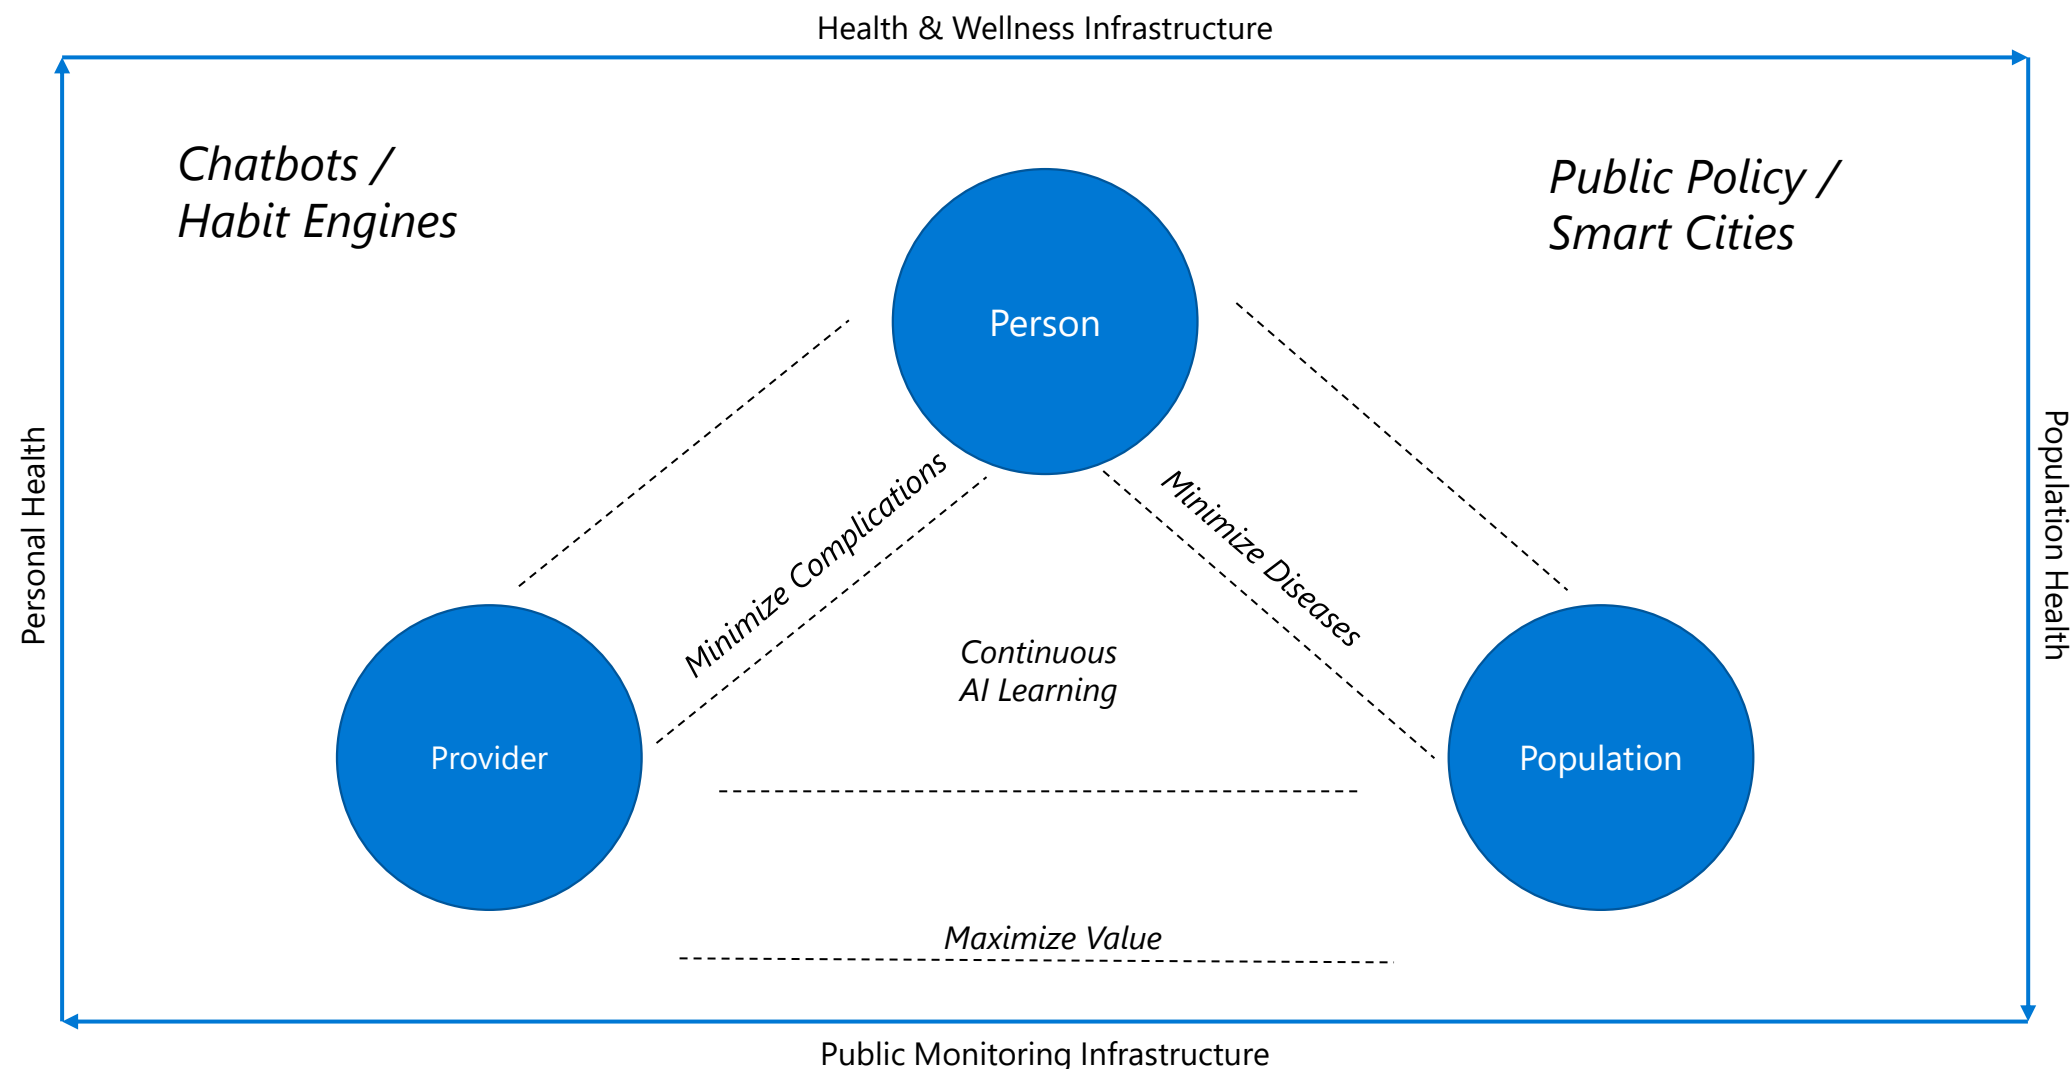 Health & Wellness Infrastructure
Chatbots /
Habit Engines
Public Policy /
Smart Cities
Person
Personal Health
Population Health
Minimize Complications
Minimize Diseases
Continuous
AI Learning
Provider
Population
Maximize Value
Public Monitoring Infrastructure